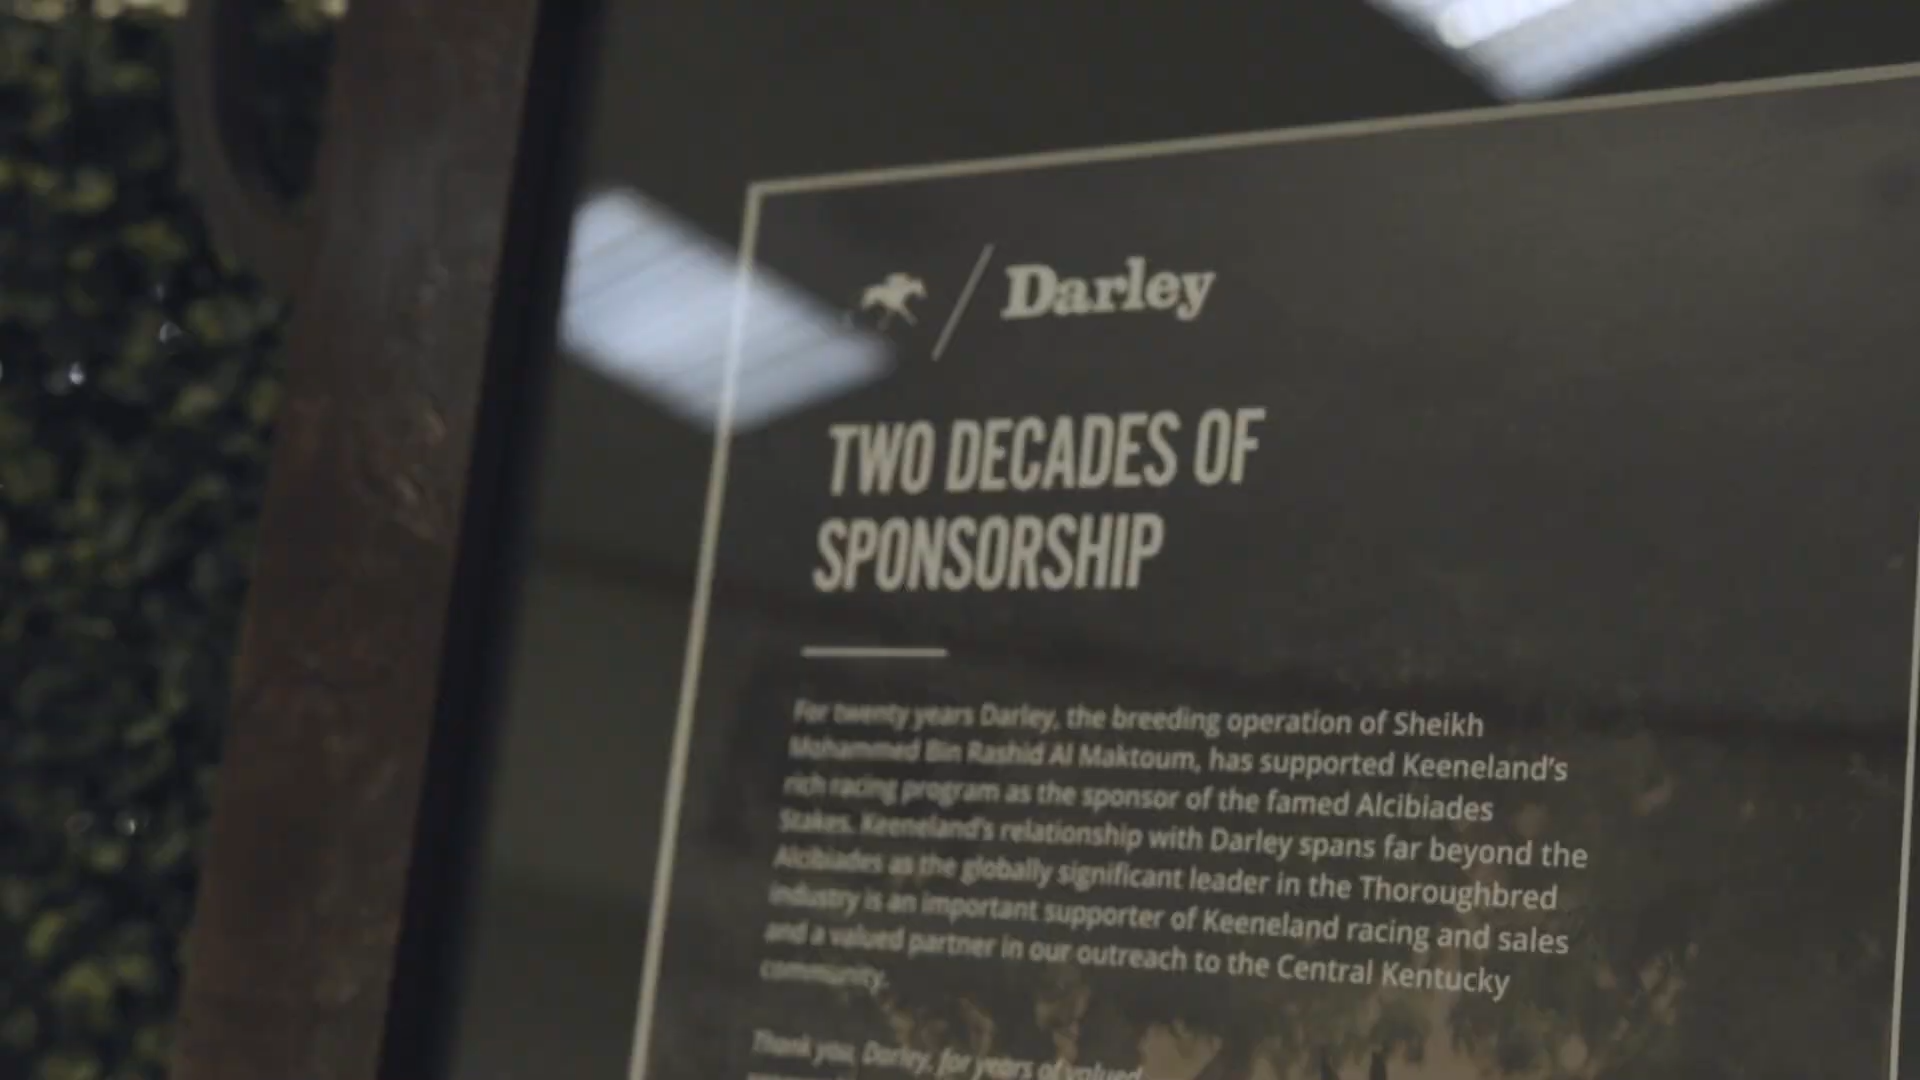 Darley
TWO DECADES OF
SPONSORSHIP
For twenty years Darley, the breeding operation of Sheikh
Mohammed Bin Rashid Al Maktoum, has supported Keeneland's
rich racing program as the sponsor of the famed Alcibiades
Stakes. Keeneland's relationship with Darley spans far beyond the
Alcibiades as the globally significant leader in the Thoroughbred
industry is an important supporter of Keeneland racing and sales
and a valued partner in our outreach to the Central Kentucky
community.
Thank you, Darley, for years of valued